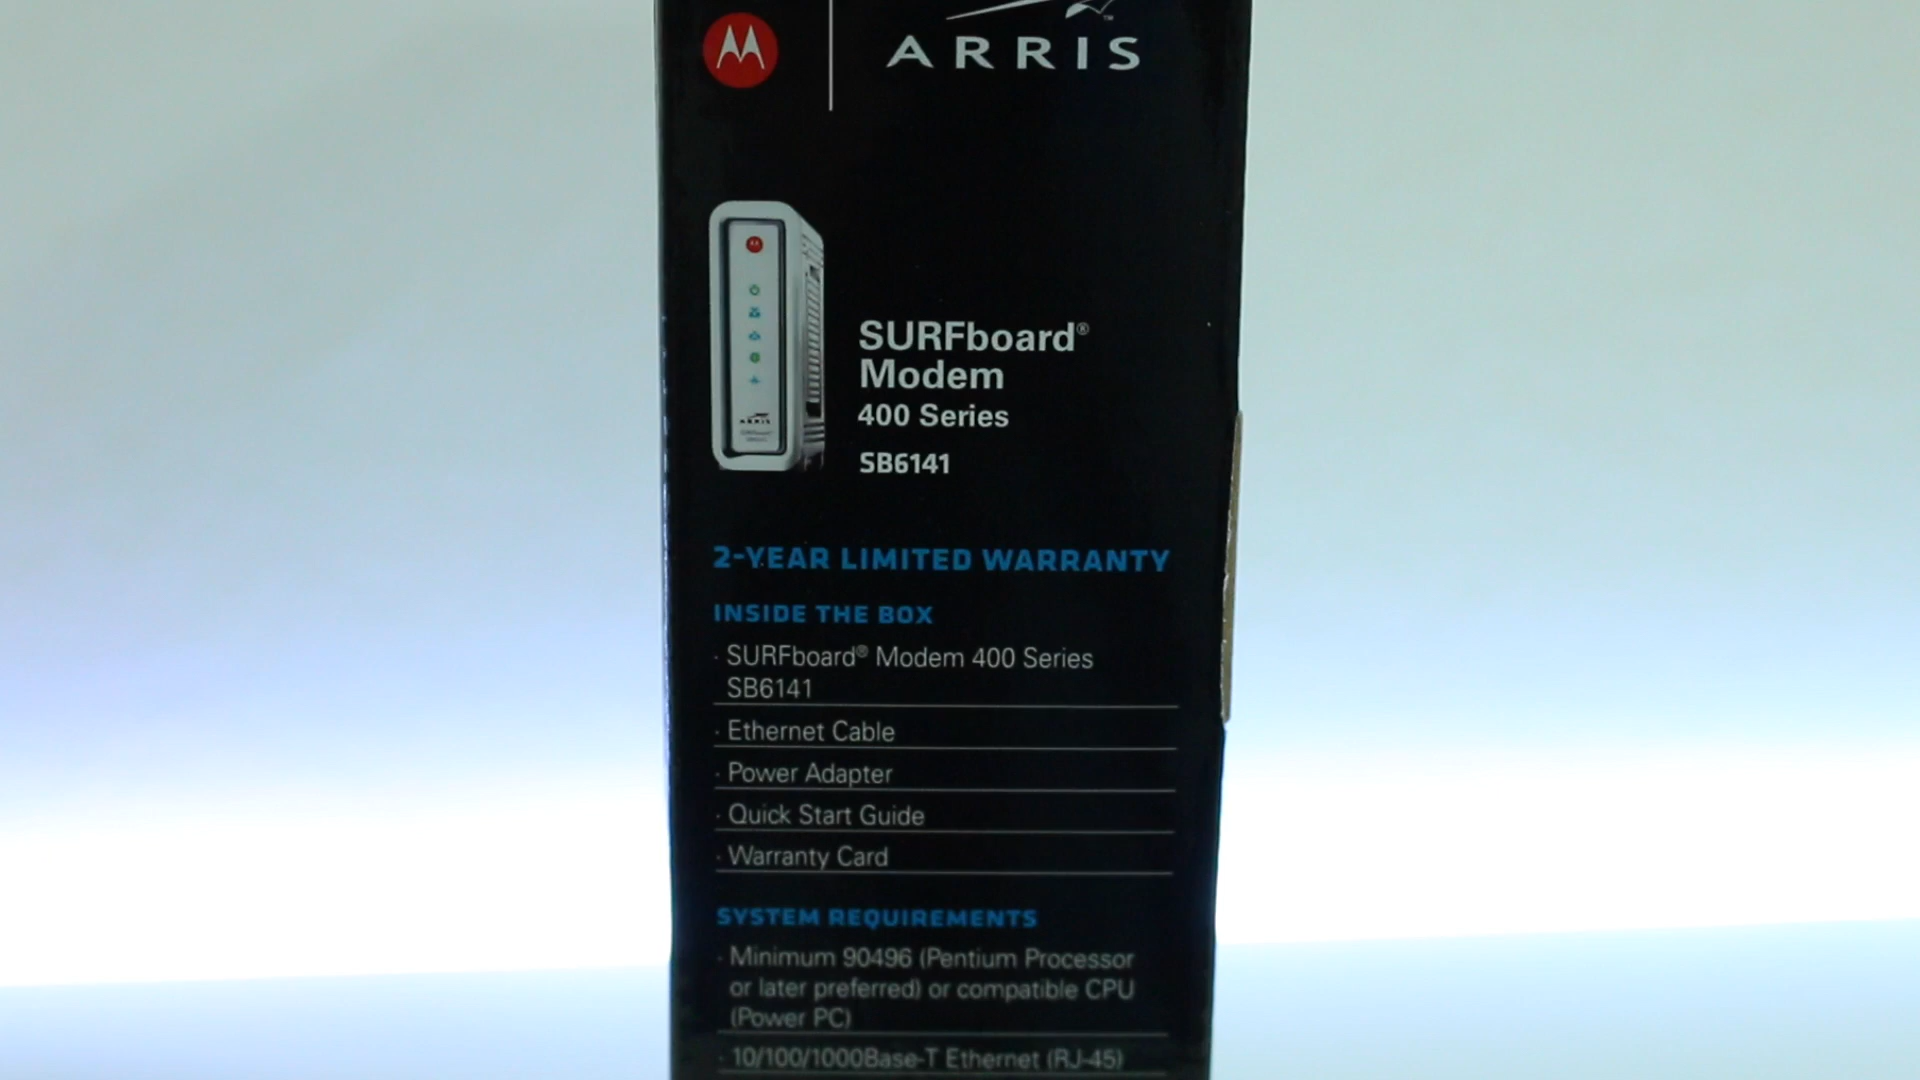 ARRIS
SURFboard®
Modem
400 Series
SB6141
ARRIS
2-YEAR LIMITED WARRANTY
INSIDE THE BOX
· SURFboard® Modem 400 Series
SB6141
· Ethernet Cable
· Power Adapter
· Quick Start Guide
· Warranty Card
SYSTEM REQUIREMENTS
· Minimum 90496 (Pentium Processor
or later preferred) or compatible CPU
(Power PC)
· 10/100/1000Base-T Ethernet (RJ-45)